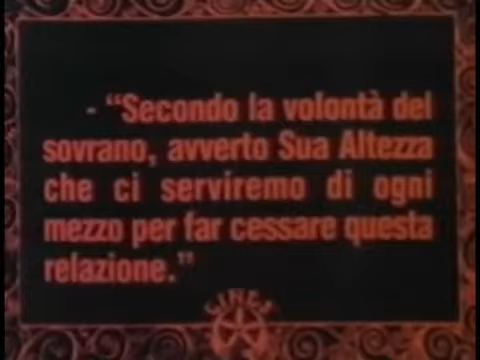 - "Secondo la volontà del
sovrano, avverto Sua Altezza
che ci serviremo di ogni
mezzo per far cessare questa
relazione."
CINES